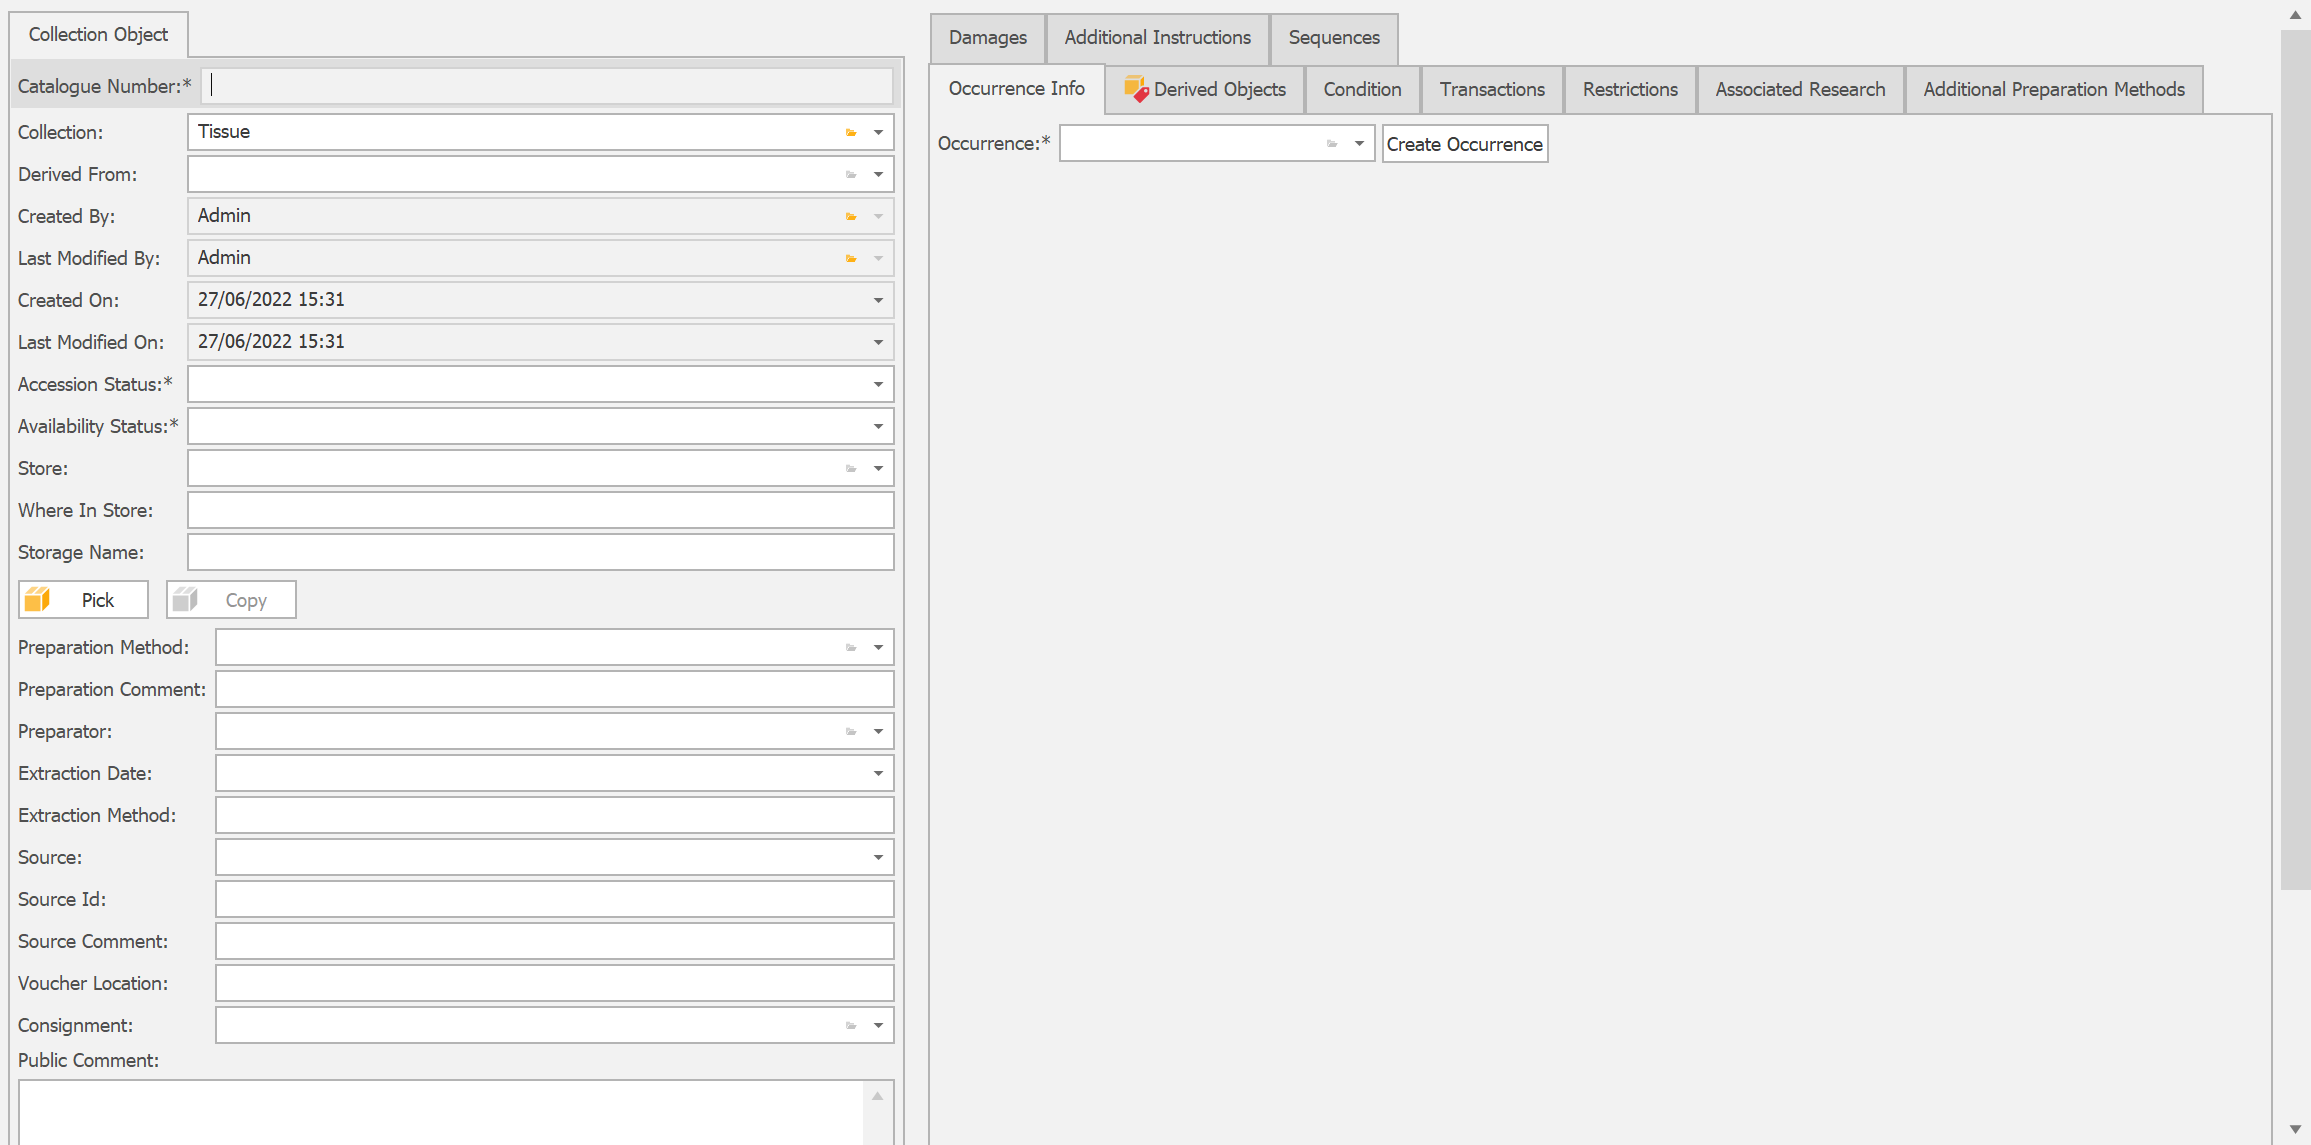 Collection Object
Catalogue Number:*
Collection: Tissue
Derived From:
Created By: Admin
Last Modified By: Admin
Created On: 27/06/2022 15:31
Last Modified On: 27/06/2022 15:31
Accession Status:*
Availability Status:*
Store:
Where In Store:
Storage Name:
Pick Copy
Preparation Method:
Preparation Comment:
Preparator:
Extraction Date:
Extraction Method:
Source:
Source Id:
Source Comment:
Voucher Location:
Consignment:
Public Comment:
Damages Additional Instructions Sequences
Occurrence Info Derived Objects Condition Transactions Restrictions Associated Research Additional Preparation Methods
Occurrence:* Create Occurrence